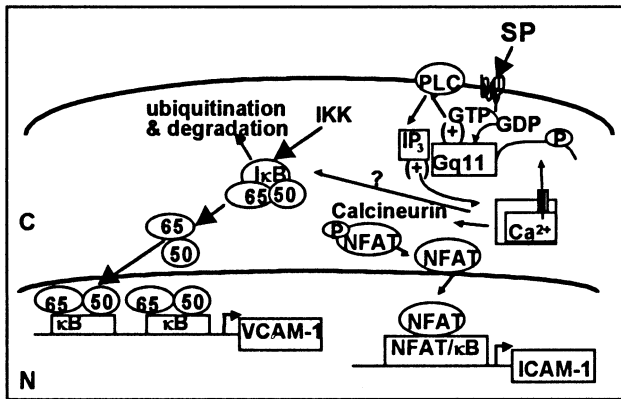 SP
PLC
ubiquitination
& degradation
IKK
GTP
(+)
GDP
P
IP3
(+)
Gq11
IκB
65 50
?
Calcineurin
Ca2+
65
50
C
P
NFAT
NFAT
65 50 65 50
κB κB
VCAM-1
NFAT
NFAT/κB
ICAM-1
N